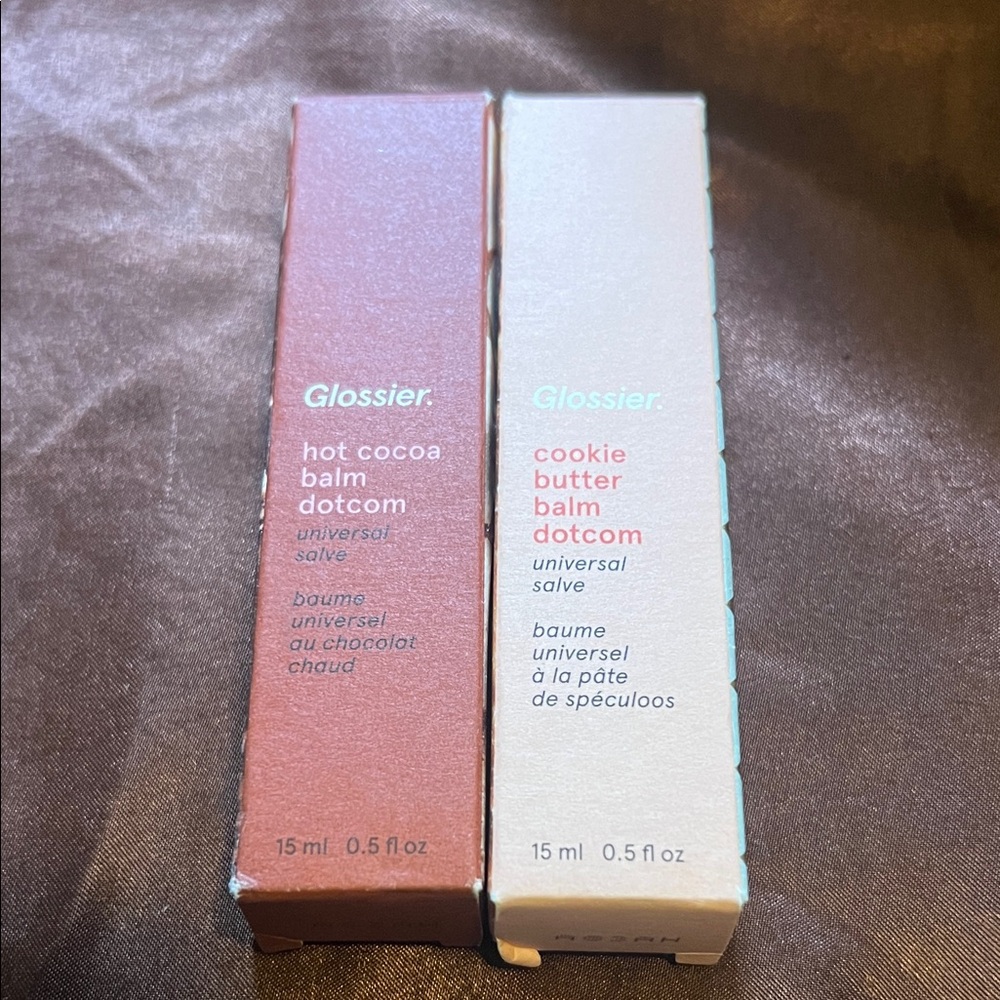 Glossier.
hot cocoa
balm
dotcom
universal
salve
baume
universel
au chocolat
chaud
15 ml 0.5 fl oz
Glossier.
cookie
butter
balm
dotcom
universal
salve
baume
universel
à la pâte
de spéculoos
15 ml 0.5 fl oz